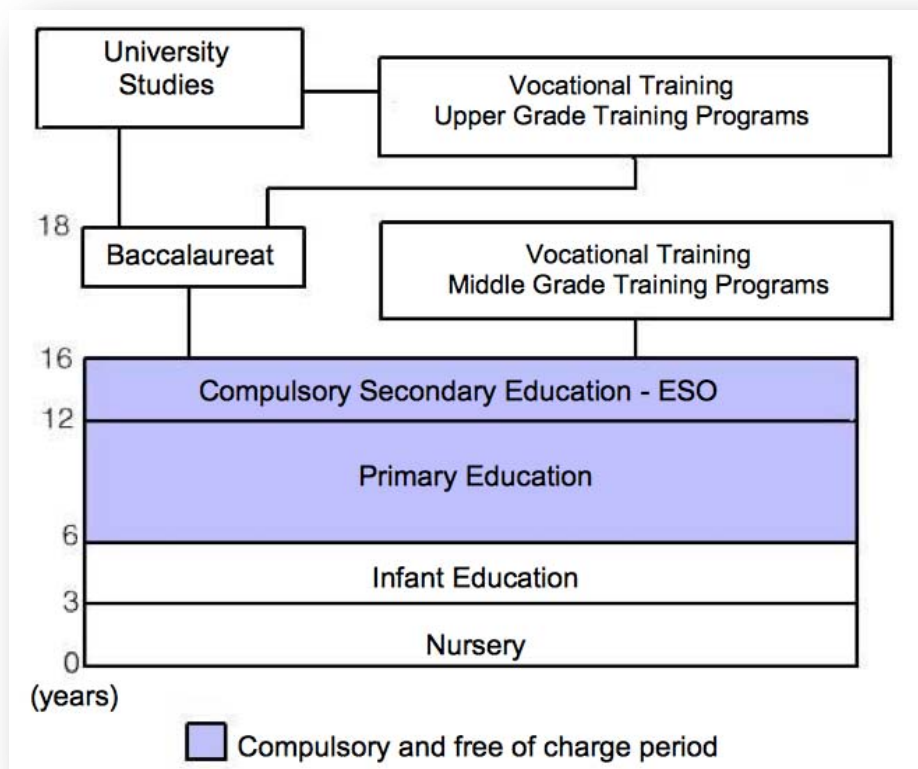 University
Studies
Vocational Training
Upper Grade Training Programs
18
Baccalaureat
Vocational Training
Middle Grade Training Programs
16
Compulsory Secondary Education - ESO
12
Primary Education
6
Infant Education
3
Nursery
0
(years)
Compulsory and free of charge period